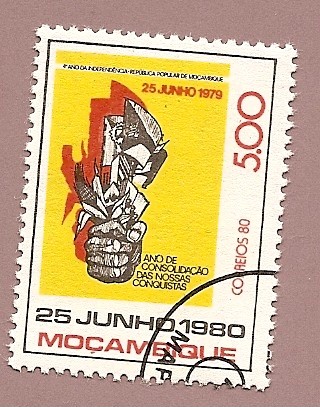 4º ANO DA INDEPENDÊNCIA-REPÚBLICA POPULAR DE MOÇAMBIQUE
25 JUNHO 1979
5.00
CORREIOS 80
ANO DE
CONSOLIDAÇÃO
DAS NOSSAS
CONQUISTAS
25 JUNHO 1980
MOÇAMBIQUE
MAP